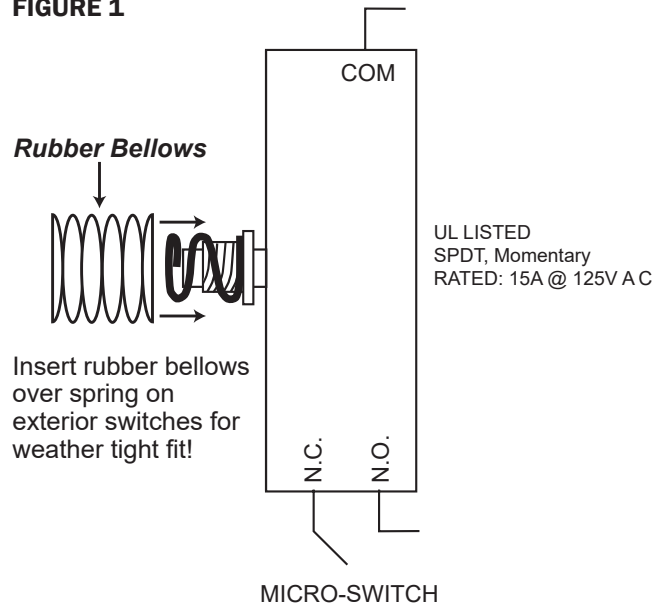 FIGURE 1
COM
Rubber Bellows
UL LISTED
SPDT, Momentary
RATED: 15A @ 125V AC
Insert rubber bellows
over spring on
exterior switches for
weather tight fit!
N.C.
N.O.
MICRO-SWITCH